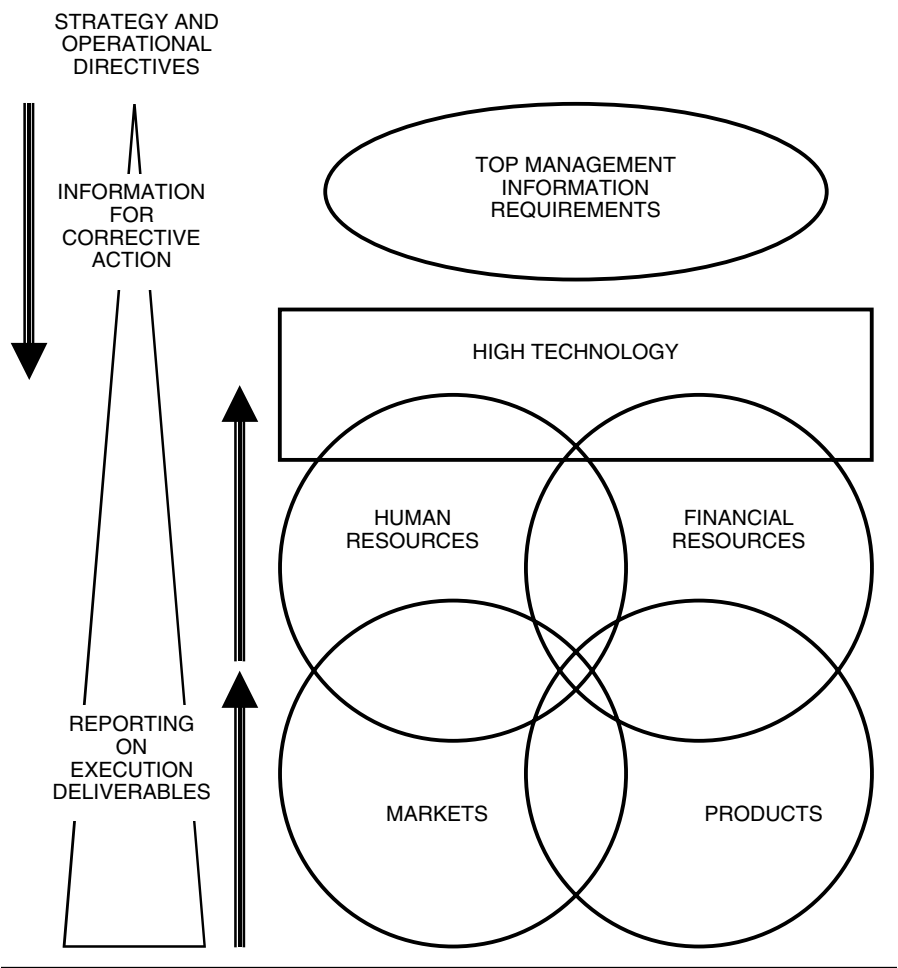 STRATEGY AND
OPERATIONAL
DIRECTIVES
INFORMATION
FOR
CORRECTIVE
ACTION
REPORTING
ON
EXECUTION
DELIVERABLES
TOP MANAGEMENT
INFORMATION
REQUIREMENTS
HIGH TECHNOLOGY
HUMAN
RESOURCES
FINANCIAL
RESOURCES
MARKETS
PRODUCTS